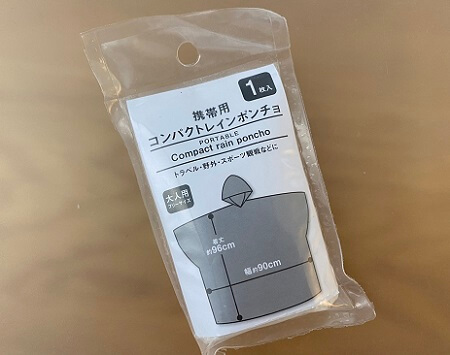 1枚入
携帯用
コンパクトレインポンチョ
PORTABLE
Compact rain poncho
トラベル・野外・スポーツ観戦などに
大人用
フリーサイズ
着丈
約96cm
幅約90cm